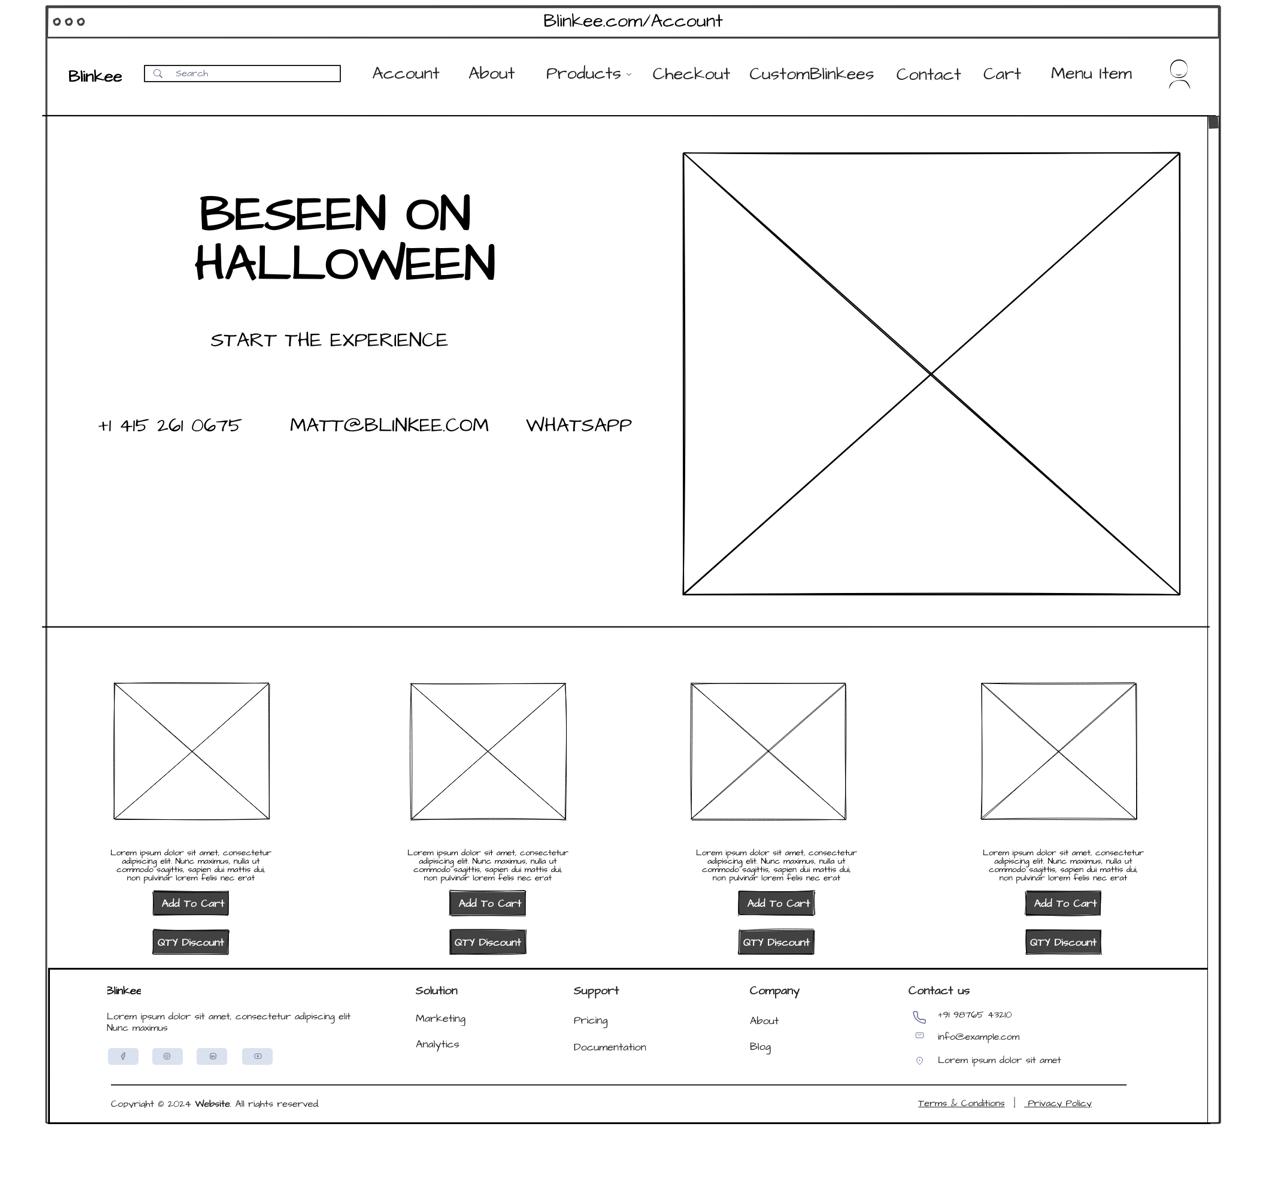 Blinkee.com/Account
Blinkee
Search
Account
About
Products
Checkout
CustomBlinkees
Contact
Cart
Menu Item
BESEEN ON
HALLOWEEN
START THE EXPERIENCE
+1 415 261 0675
MATT@BLINKEE.COM
WHATSAPP
Lorem ipsum dolor sit amet, consectetur
adipiscing elit. Nunc maximus, nulla ut
commodo sagittis, sapien dui mattis dui,
non pulvinar lorem felis nec erat
Add To Cart
QTY Discount
Lorem ipsum dolor sit amet, consectetur
adipiscing elit. Nunc maximus, nulla ut
commodo sagittis, sapien dui mattis dui,
non pulvinar lorem felis nec erat
Add To Cart
QTY Discount
Lorem ipsum dolor sit amet, consectetur
adipiscing elit. Nunc maximus, nulla ut
commodo sagittis, sapien dui mattis dui,
non pulvinar lorem felis nec erat
Add To Cart
QTY Discount
Lorem ipsum dolor sit amet, consectetur
adipiscing elit. Nunc maximus, nulla ut
commodo sagittis, sapien dui mattis dui,
non pulvinar lorem felis nec erat
Add To Cart
QTY Discount
Blinkee
Lorem ipsum dolor sit amet, consectetur adipiscing elit
Nunc maximus
Solution
Marketing
Analytics
Support
Pricing
Documentation
Company
About
Blog
Contact us
+91 98765 43210
info@example.com
Lorem ipsum dolor sit amet
Copyright © 2024 Website. All rights reserved.
Terms & Conditions | Privacy Policy